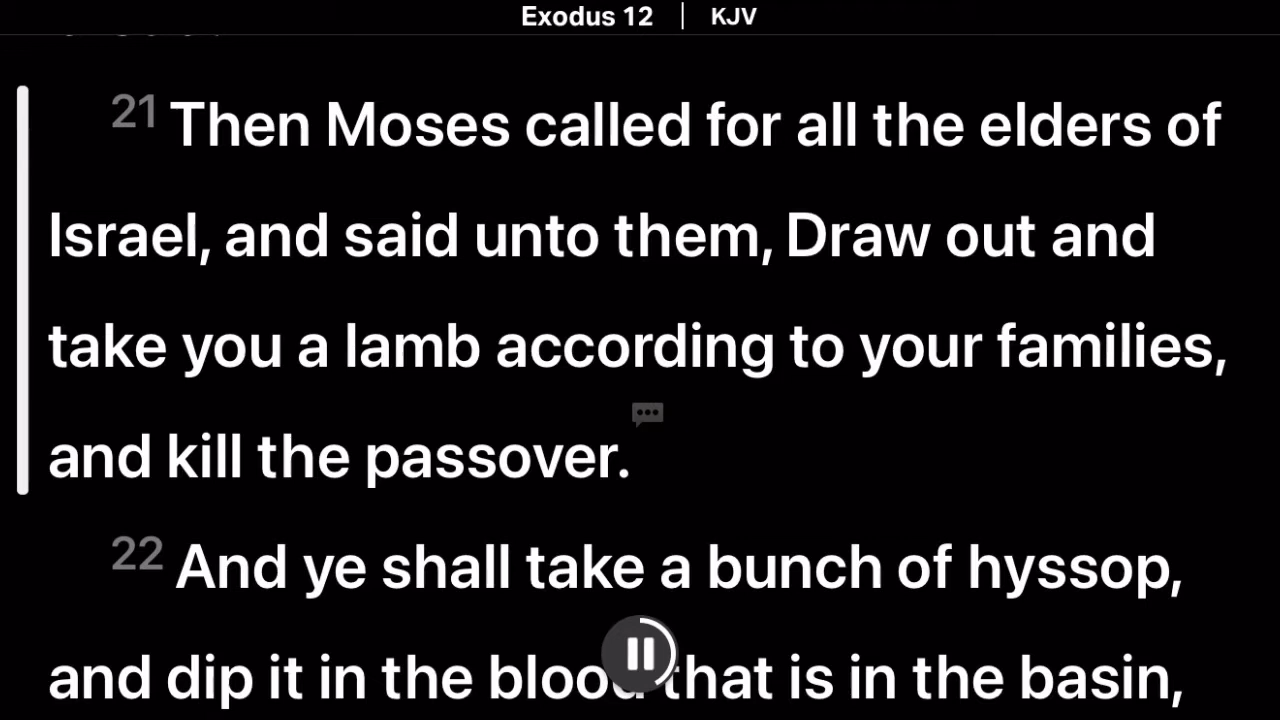 Exodus 12 | KJV
21 Then Moses called for all the elders of
Israel, and said unto them, Draw out and
take you a lamb according to your families,
and kill the passover.
22 And ye shall take a bunch of hyssop,
and dip it in the blood that is in the basin,